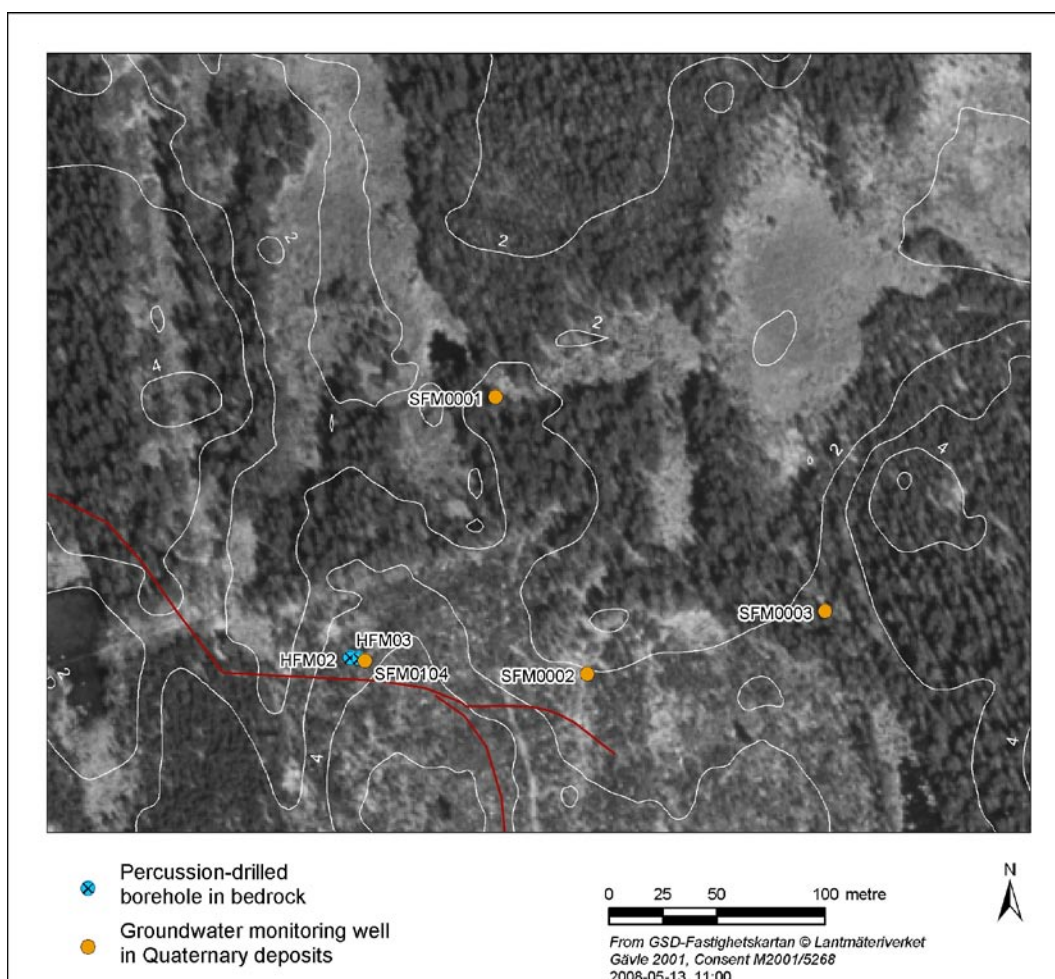 2
2
2
4
SFM0001
2
4
SFM0003
HFM03
HFM02
SFM0104
SFM0002
2
4
4
Percussion-drilled
borehole in bedrock
Groundwater monitoring well
in Quaternary deposits
0 25 50 100 metre
N
From GSD-Fastighetskartan © Lantmäteriverket
Gävle 2001, Consent M2001/5268
2008-05-13, 11:00